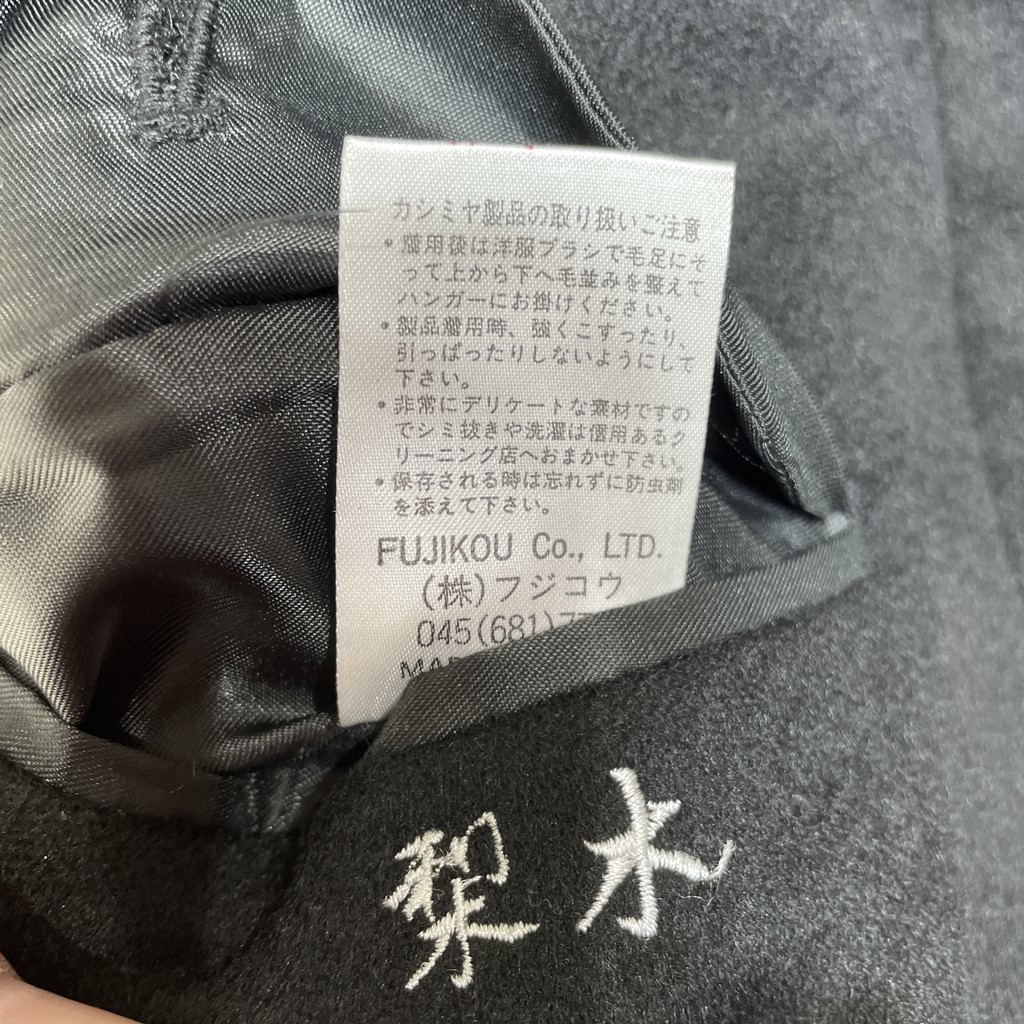 カシミヤ製品の取り扱いご注意
・着用後は洋服ブラシで毛足にそ
って上から下へ毛並みを整えて
ハンガーにお掛けください。
・製品着用時、強くこすったり、
引っぱったりしないようにして
下さい。
・非常にデリケートな素材ですの
でシミ抜きや洗濯は信用あるク
リーニング店へおまかせ下さい。
・保存される時は忘れずに防虫剤
を添えて下さい。
FUJIKOU Co., LTD.
(株)フジコウ
045(681)
梨木